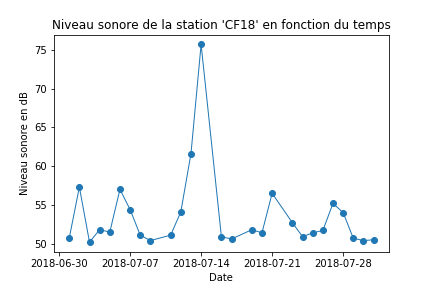 Niveau sonore de la station 'CF18' en fonction du temps
75
70
65
60
55
50
Niveau sonore en dB
2018-06-30 2018-07-07 2018-07-14 2018-07-21 2018-07-28
Date